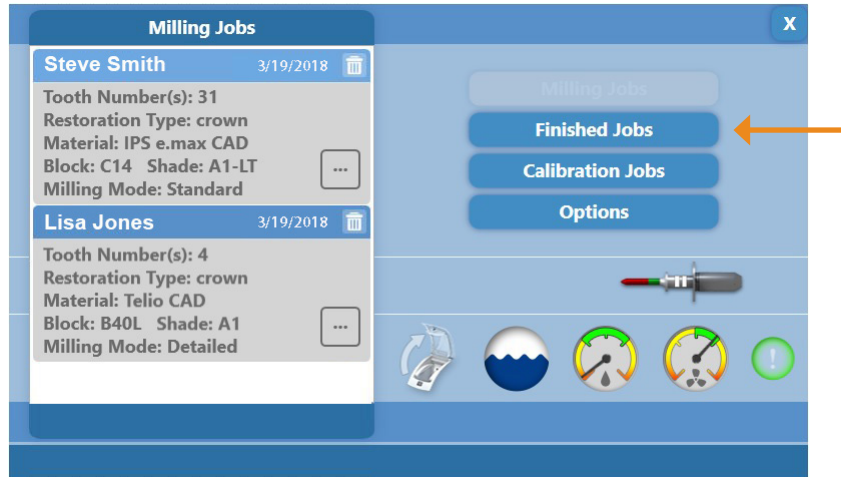 Milling Jobs
X
Steve Smith 3/19/2018
Tooth Number(s): 31
Restoration Type: crown
Material: IPS e.max CAD
Block: C14 Shade: A1-LT
Milling Mode: Standard
...
Lisa Jones 3/19/2018
Tooth Number(s): 4
Restoration Type: crown
Material: Telio CAD
Block: B40L Shade: A1
Milling Mode: Detailed
...
Milling Jobs
Finished Jobs
Calibration Jobs
Options
!